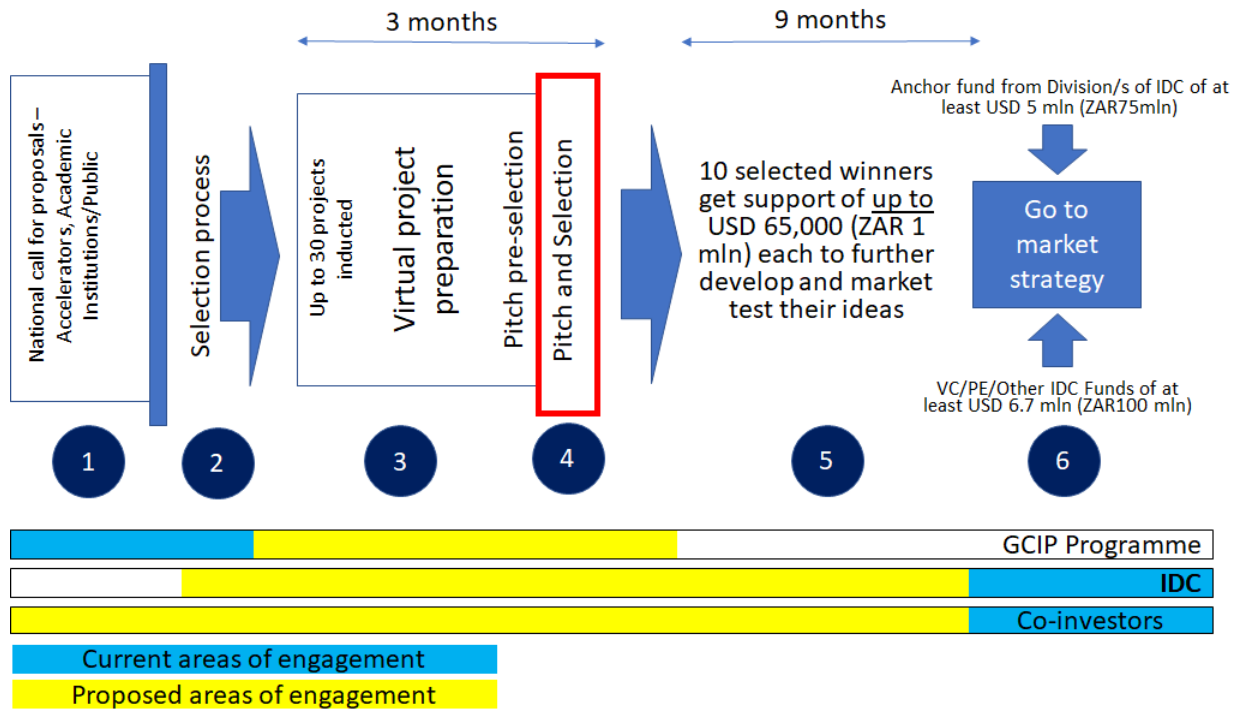 3 months
9 months
National call for proposals–
Accelerators, Academic
Institutions/Public
Selection process
Up to 30 projects
inducted
Virtual project
preparation
Pitch pre-selection
Pitch and Selection
10 selected winners
get support of up to
USD 65,000 (ZAR 1
mln) each to further
develop and market
test their ideas
Anchor fund from Division/s of IDC of at
least USD 5 mln (ZAR75mln)
Go to
market
strategy
VC/PE/Other IDC Funds of at
least USD 6.7 mln (ZAR100 mln)
1
2
3
4
5
6
GCIP Programme
IDC
Co-investors
Current areas of engagement
Proposed areas of engagement